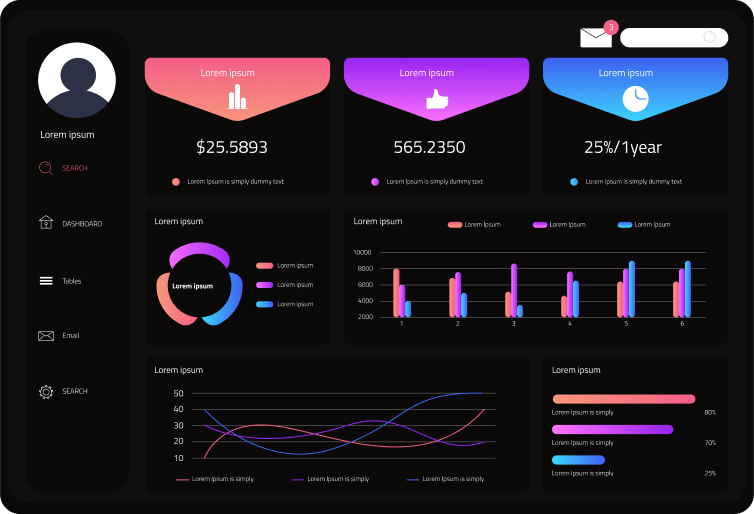 3
Lorem ipsum
SEARCH
DASHBOARD
Tables
Email
SEARCH
Lorem ipsum
$25.5893
Lorem Ipsum is simply dummy text
Lorem ipsum
565.2350
Lorem Ipsum is simply dummy text
Lorem ipsum
25%/1year
Lorem Ipsum is simply dummy text
Lorem ipsum
Lorem ipsum
Lorem ipsum
Lorem ipsum
Lorem ipsum
Lorem ipsum
Lorem Ipsum
Lorem Ipsum
Lorem Ipsum
10000
8000
6000
4000
2000
1 2 3 4 5 6
Lorem ipsum
50
40
30
20
10
Lorem Ipsum is simply
Lorem Ipsum is simply
Lorem Ipsum is simply
Lorem ipsum
Lorem Ipsum is simply 80%
Lorem Ipsum is simply 70%
Lorem Ipsum is simply 25%